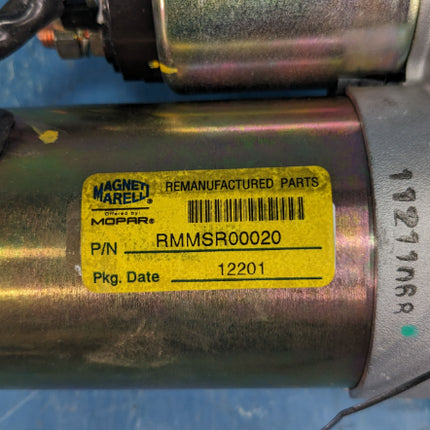 MAGNETI
MARELLI
Offered by
MOPAR®
REMANUFACTURED PARTS
P/N RMMSR00020
Pkg. Date 12201